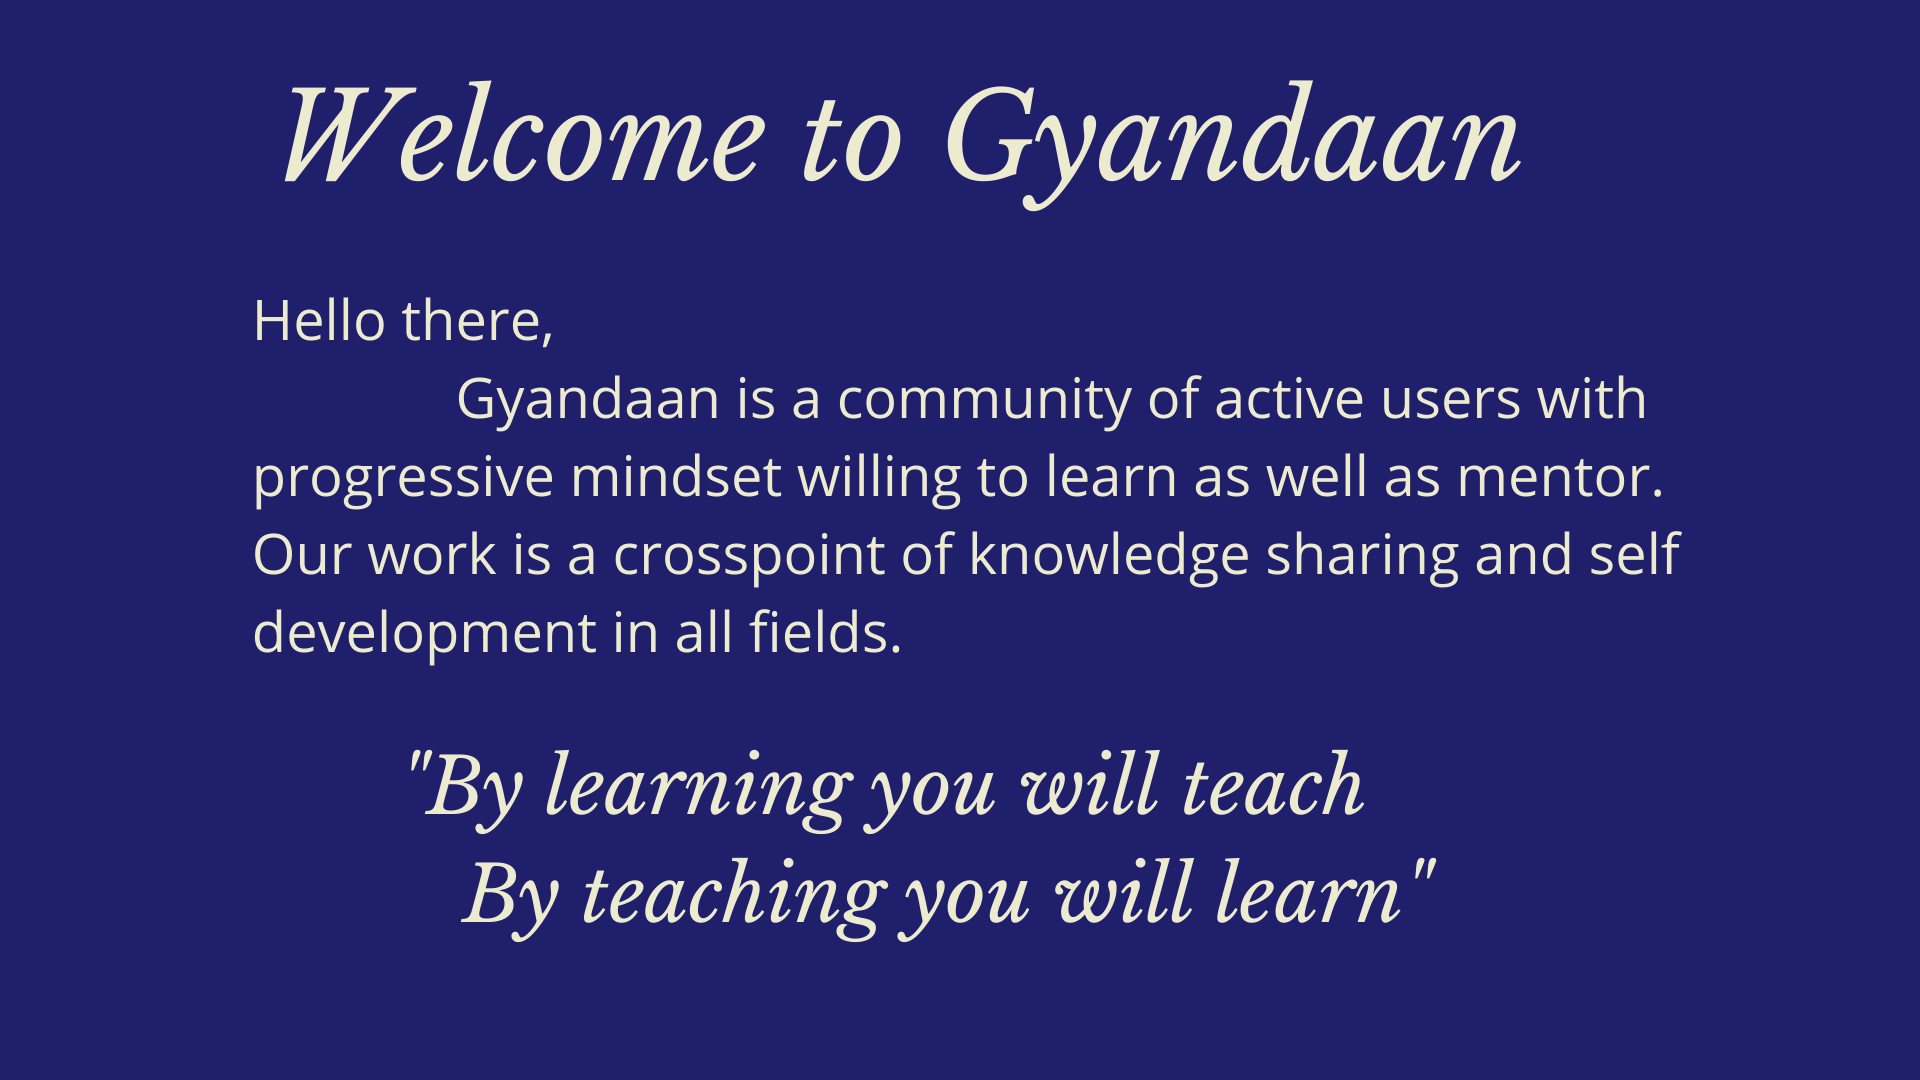 Welcome to Gyandaan
Hello there,
Gyandaan is a community of active users with
progressive mindset willing to learn as well as mentor.
Our work is a crosspoint of knowledge sharing and self
development in all fields.
"By learning you will teach
By teaching you will learn"